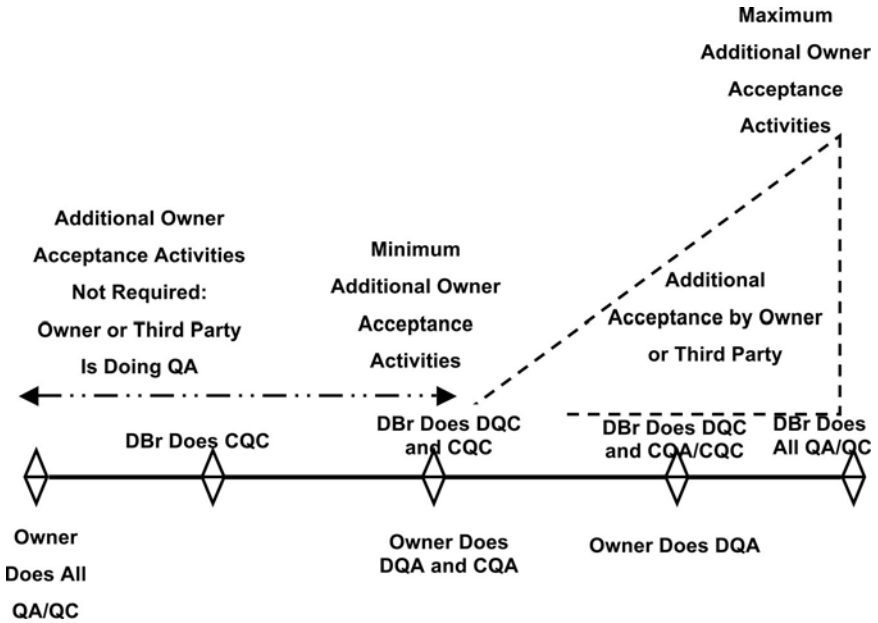 Maximum
Additional Owner
Acceptance
Activities
Additional Owner
Acceptance Activities
Not Required:
Owner or Third Party
Is Doing QA
Minimum
Additional Owner
Acceptance
Activities
Additional
Acceptance by Owner
or Third Party
DBr Does CQC
DBr Does DQC
and CQC
DBr Does DQC
and CQA/CQC
DBr Does
All QA/QC
Owner
Does All
QA/QC
Owner Does
DQA and CQA
Owner Does DQA